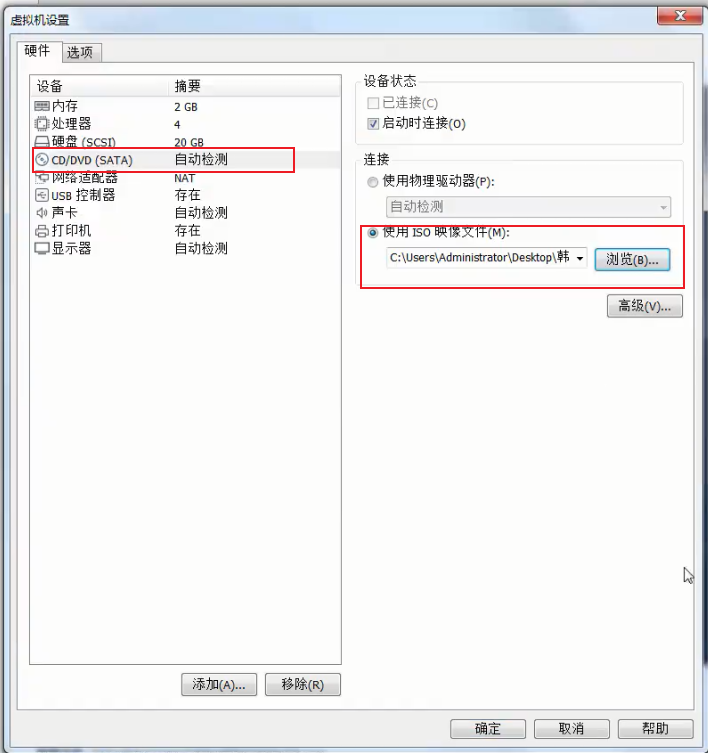 虚拟机设置
硬件 选项
设备 摘要
内存 2 GB
处理器 4
硬盘 (SCSI) 20 GB
CD/DVD (SATA) 自动检测
网络适配器 NAT
USB 控制器 存在
声卡 自动检测
打印机 存在
显示器 自动检测
添加(A)... 移除(R)
设备状态
已连接(C)
启动时连接(O)
连接
使用物理驱动器(P):
自动检测
使用 ISO 映像文件(M):
C:\Users\Administrator\Desktop\韩 浏览(B)...
高级(V)...
确定 取消 帮助